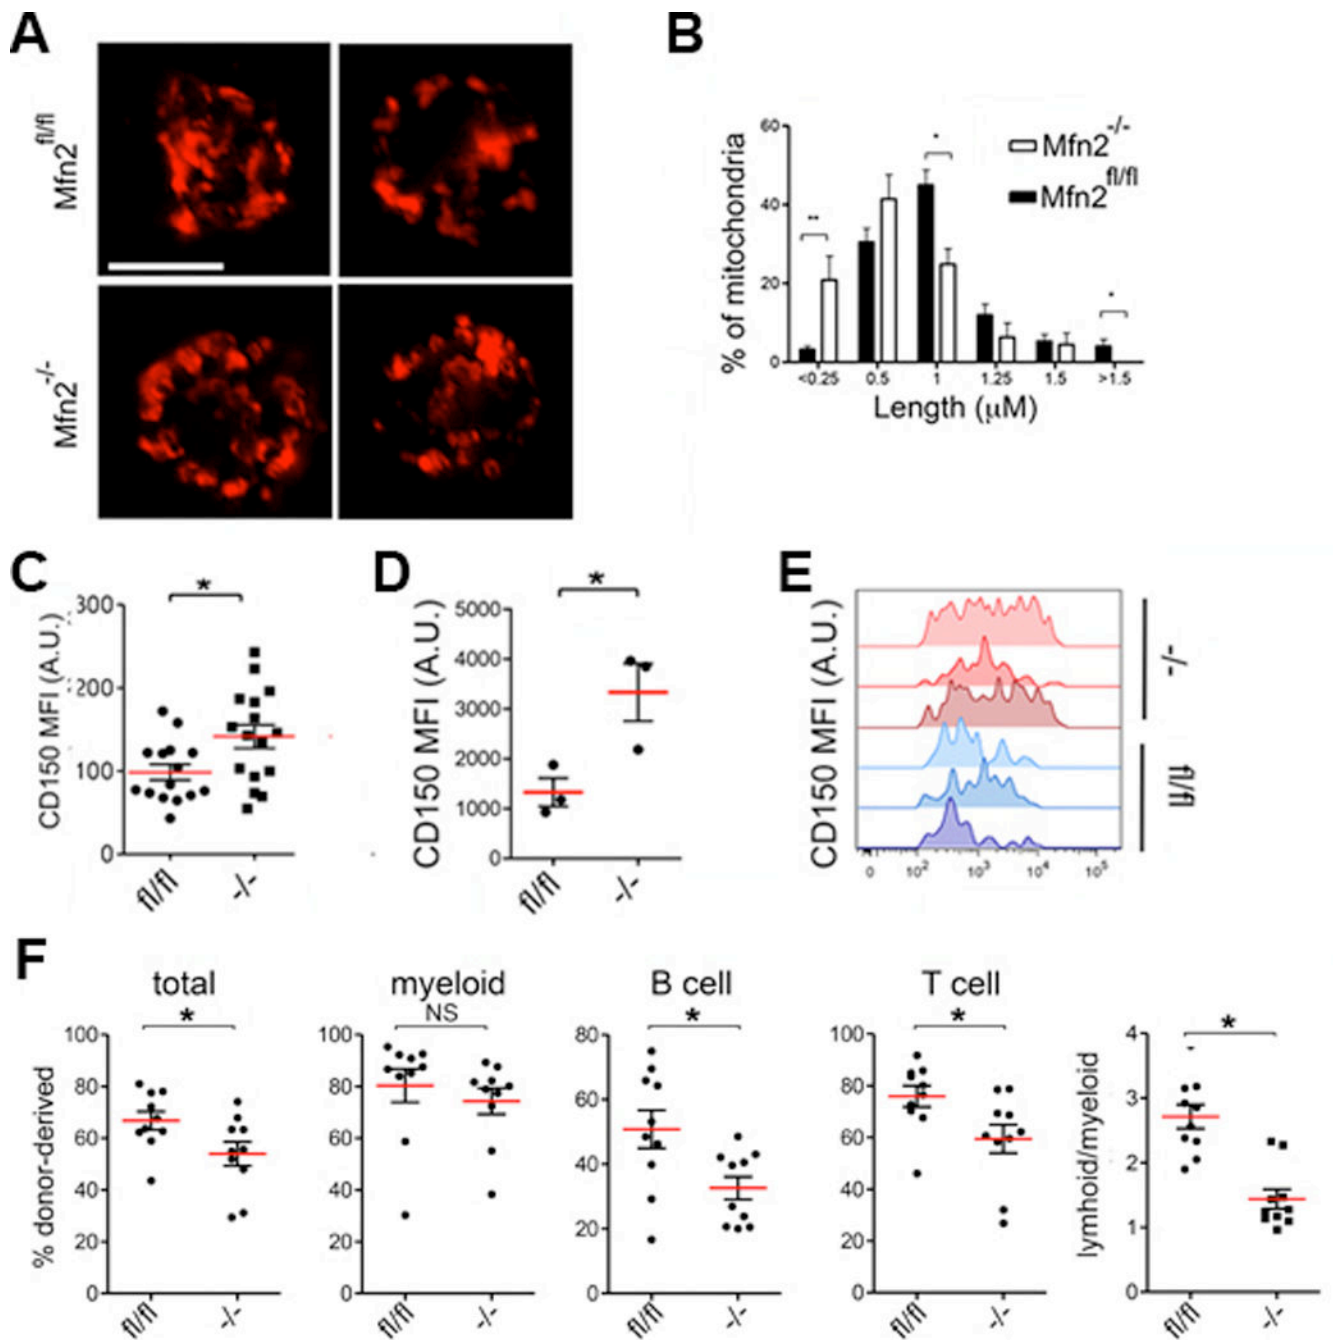 A
B
Mfn2fl/fl
Mfn2-/-
% of mitochondria
60
40
20
0
**
*
*
Mfn2-/-
Mfn2fl/fl
<0.25 0.5 1 1.25 1.5 >1.5
Length (μM)
C
D
E
CD150 MFI (A.U.)
300
200
100
0
*
fl/fl -/-
CD150 MFI (A.U.)
5000
4000
3000
2000
1000
0
*
fl/fl -/-
CD150 MFI (A.U.)
-/-
fl/fl
0 10² 10³ 10⁴ 10⁵
F
% donor-derived
total
*
100
80
60
40
20
0
fl/fl -/-
myeloid
NS
100
80
60
40
20
0
fl/fl -/-
B cell
*
80
60
40
20
0
fl/fl -/-
T cell
*
100
80
60
40
20
0
fl/fl -/-
lymhoid/myeloid
*
4
3
2
1
0
fl/fl -/-